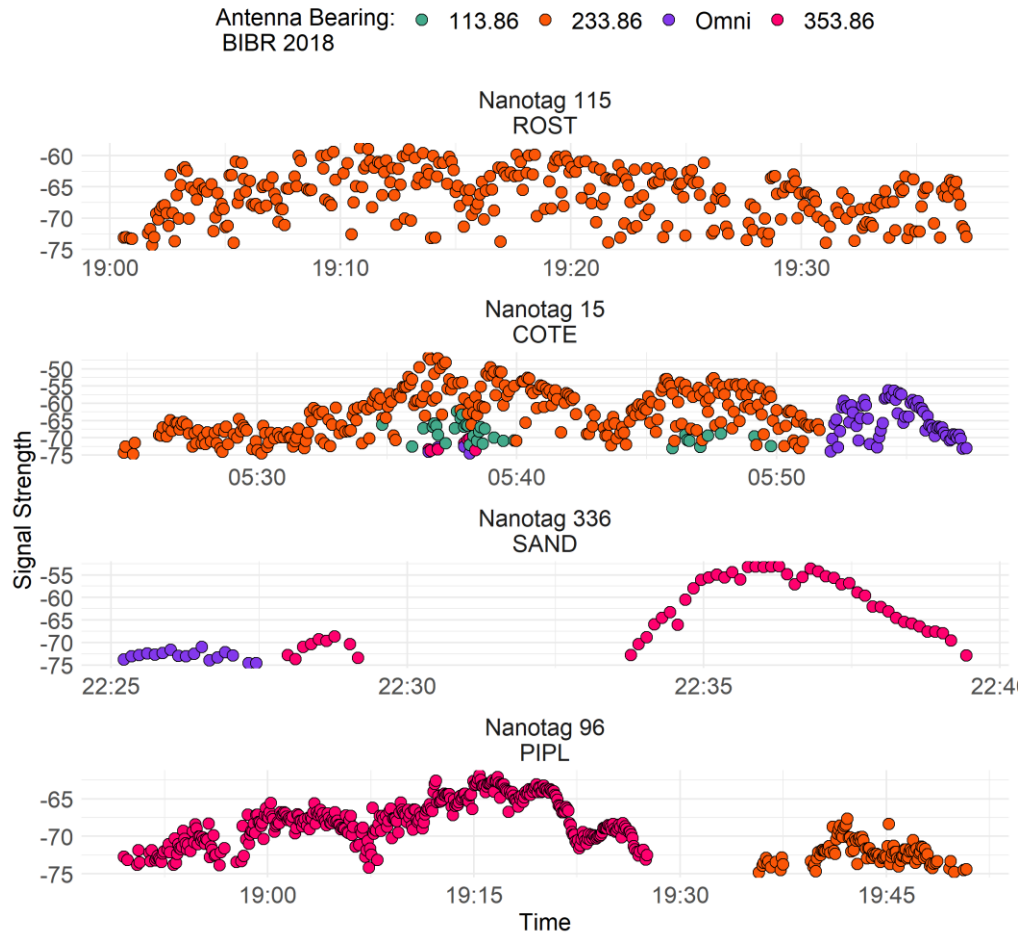 Antenna Bearing: 113.86 233.86 Omni 353.86
BIBR 2018
Nanotag 115
ROST
-60
-65
-70
-75
19:00 19:10 19:20 19:30
Nanotag 15
COTE
-50
-55
-60
-65
-70
-75
05:30 05:40 05:50
Signal Strength
Nanotag 336
SAND
-55
-60
-65
-70
-75
22:25 22:30 22:35 22:40
Nanotag 96
PIPL
-65
-70
-75
19:00 19:15 19:30 19:45
Time